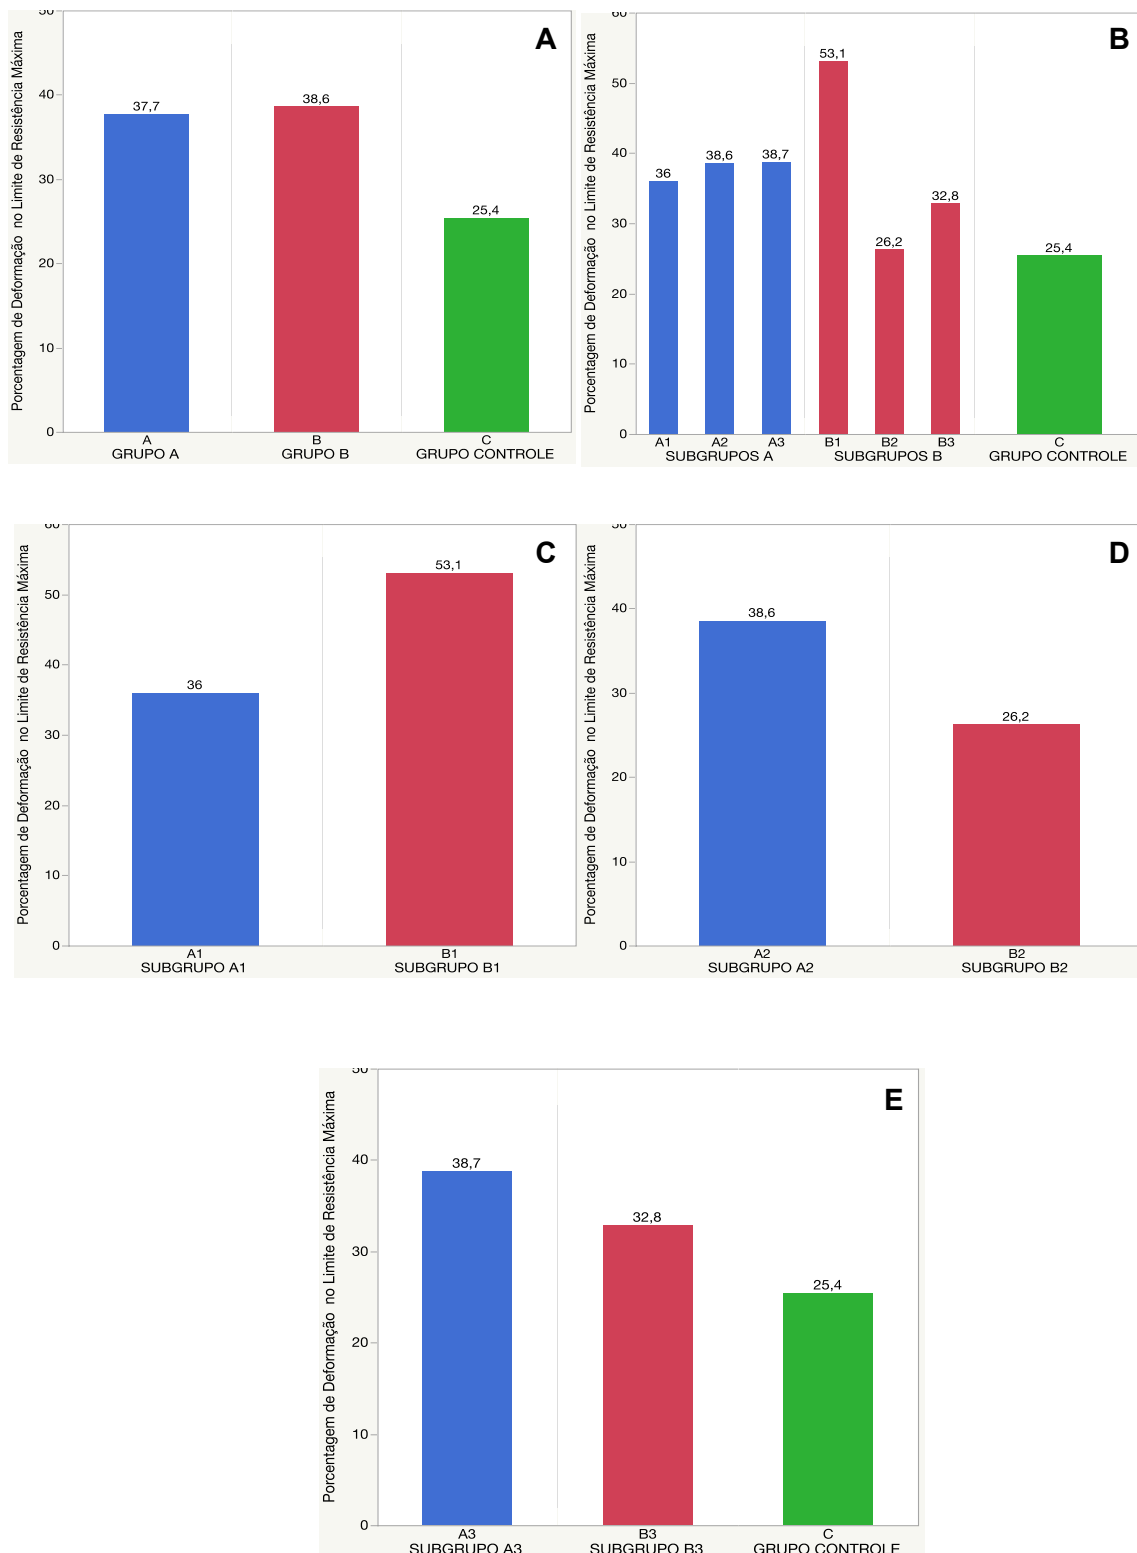 A
Porcentagem de Deformação no Limite de Resistência Máxima
50
40
30
20
10
0
37,7
38,6
25,4
A B C
GRUPO A GRUPO B GRUPO CONTROLE
B
Porcentagem de Deformação no Limite de Resistência Máxima
60
50
40
30
20
10
0
36
38,6
38,7
53,1
26,2
32,8
25,4
A1 A2 A3 B1 B2 B3 C
SUBGRUPOS A SUBGRUPOS B GRUPO CONTROLE
C
Porcentagem de Deformação no Limite de Resistência Máxima
60
50
40
30
20
10
0
36
53,1
A1 B1
SUBGRUPO A1 SUBGRUPO B1
D
Porcentagem de Deformação no Limite de Resistência Máxima
50
40
30
20
10
0
38,6
26,2
A2 B2
SUBGRUPO A2 SUBGRUPO B2
E
Porcentagem de Deformação no Limite de Resistência Máxima
50
40
30
20
10
0
38,7
32,8
25,4
A3 B3 C
SUBGRUPO A3 SUBGRUPO B3 GRUPO CONTROLE